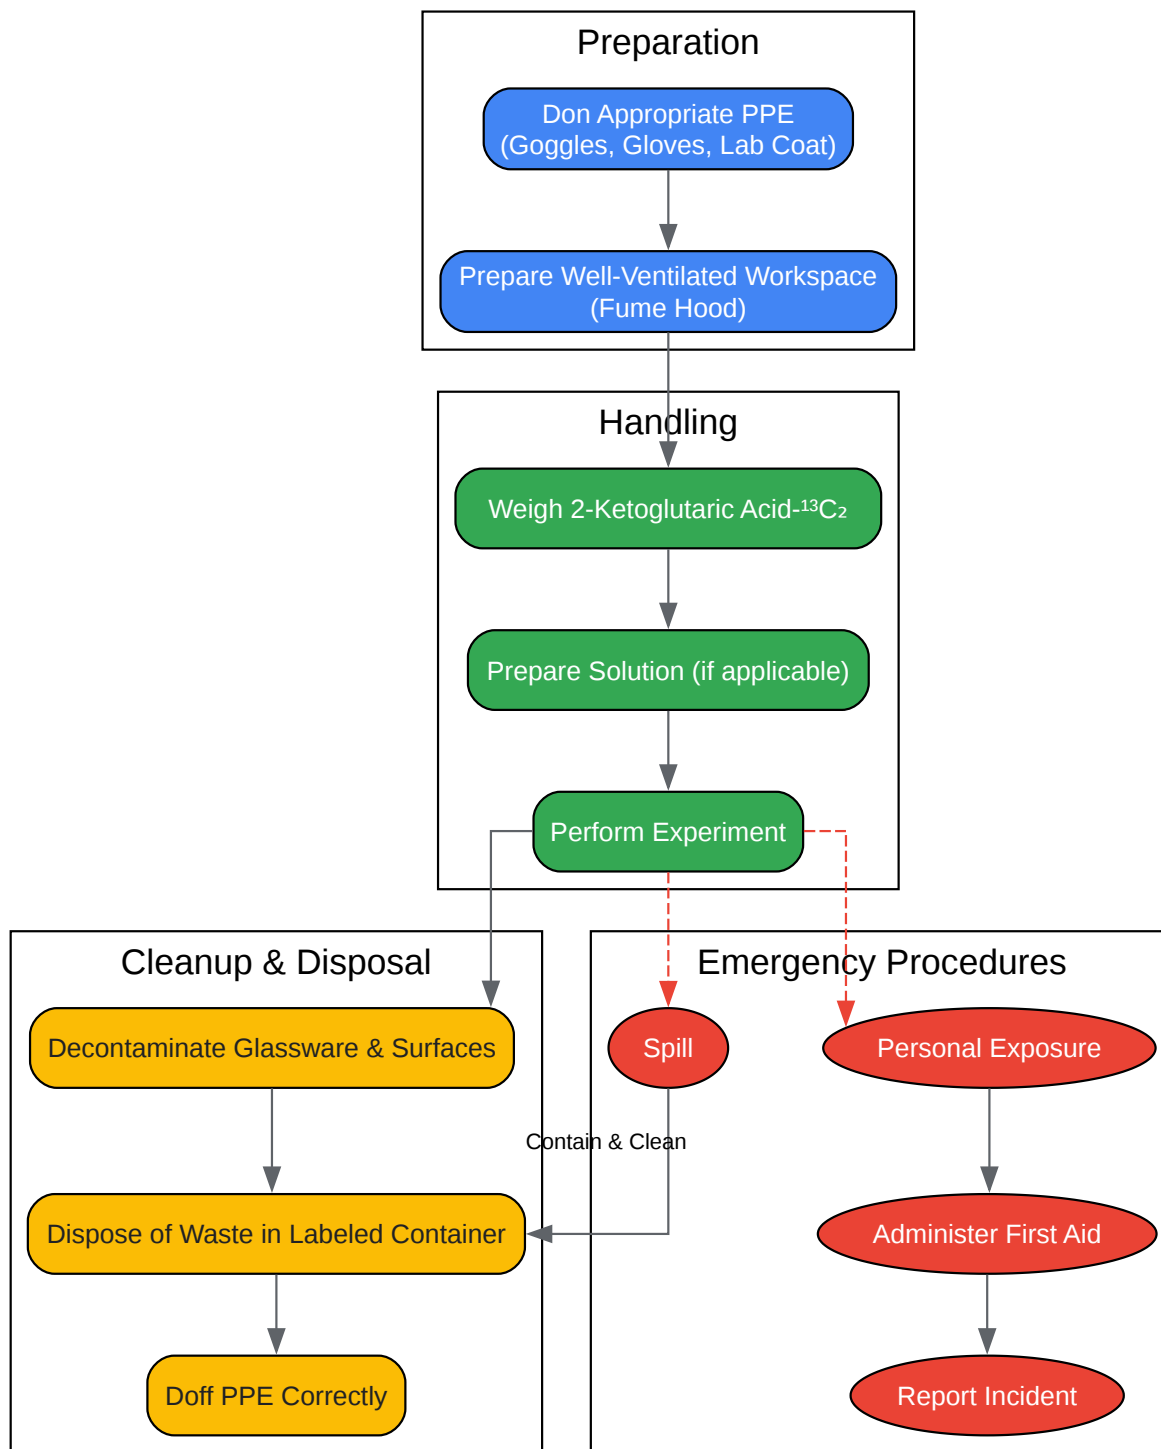 Preparation
Don Appropriate PPE
(Goggles, Gloves, Lab Coat)
Prepare Well-Ventilated Workspace
(Fume Hood)
Handling
Weigh 2-Ketoglutaric Acid-¹³C₂
Prepare Solution (if applicable)
Perform Experiment
Cleanup & Disposal
Decontaminate Glassware & Surfaces
Dispose of Waste in Labeled Container
Doff PPE Correctly
Emergency Procedures
Spill
Contain & Clean
Personal Exposure
Administer First Aid
Report Incident